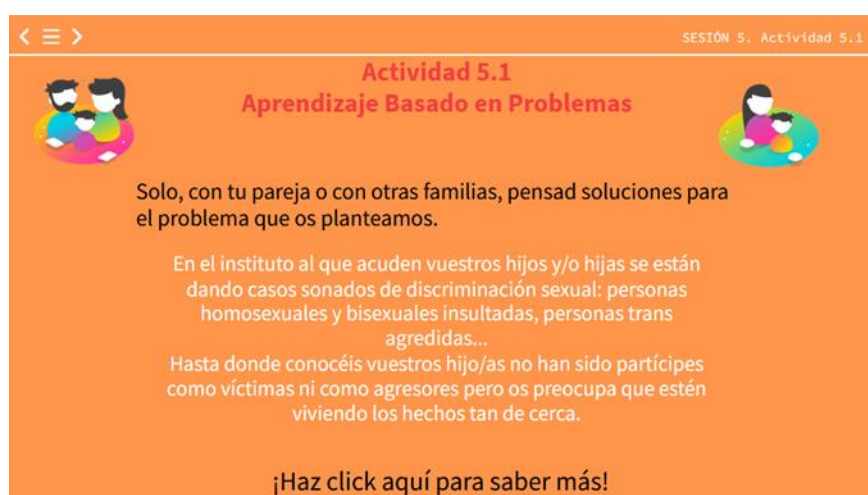 SESIÓN 5. Actividad 5.1
Actividad 5.1
Aprendizaje Basado en Problemas
Solo, con tu pareja o con otras familias, pensad soluciones para
el problema que os planteamos.
En el instituto al que acuden vuestros hijos y/o hijas se están
dando casos sonados de discriminación sexual: personas
homosexuales y bisexuales insultadas, personas trans
agredidas...
Hasta donde conocéis vuestros hijo/as no han sido partícipes
como víctimas ni como agresores pero os preocupa que estén
viviendo los hechos tan de cerca.
¡Haz click aquí para saber más!